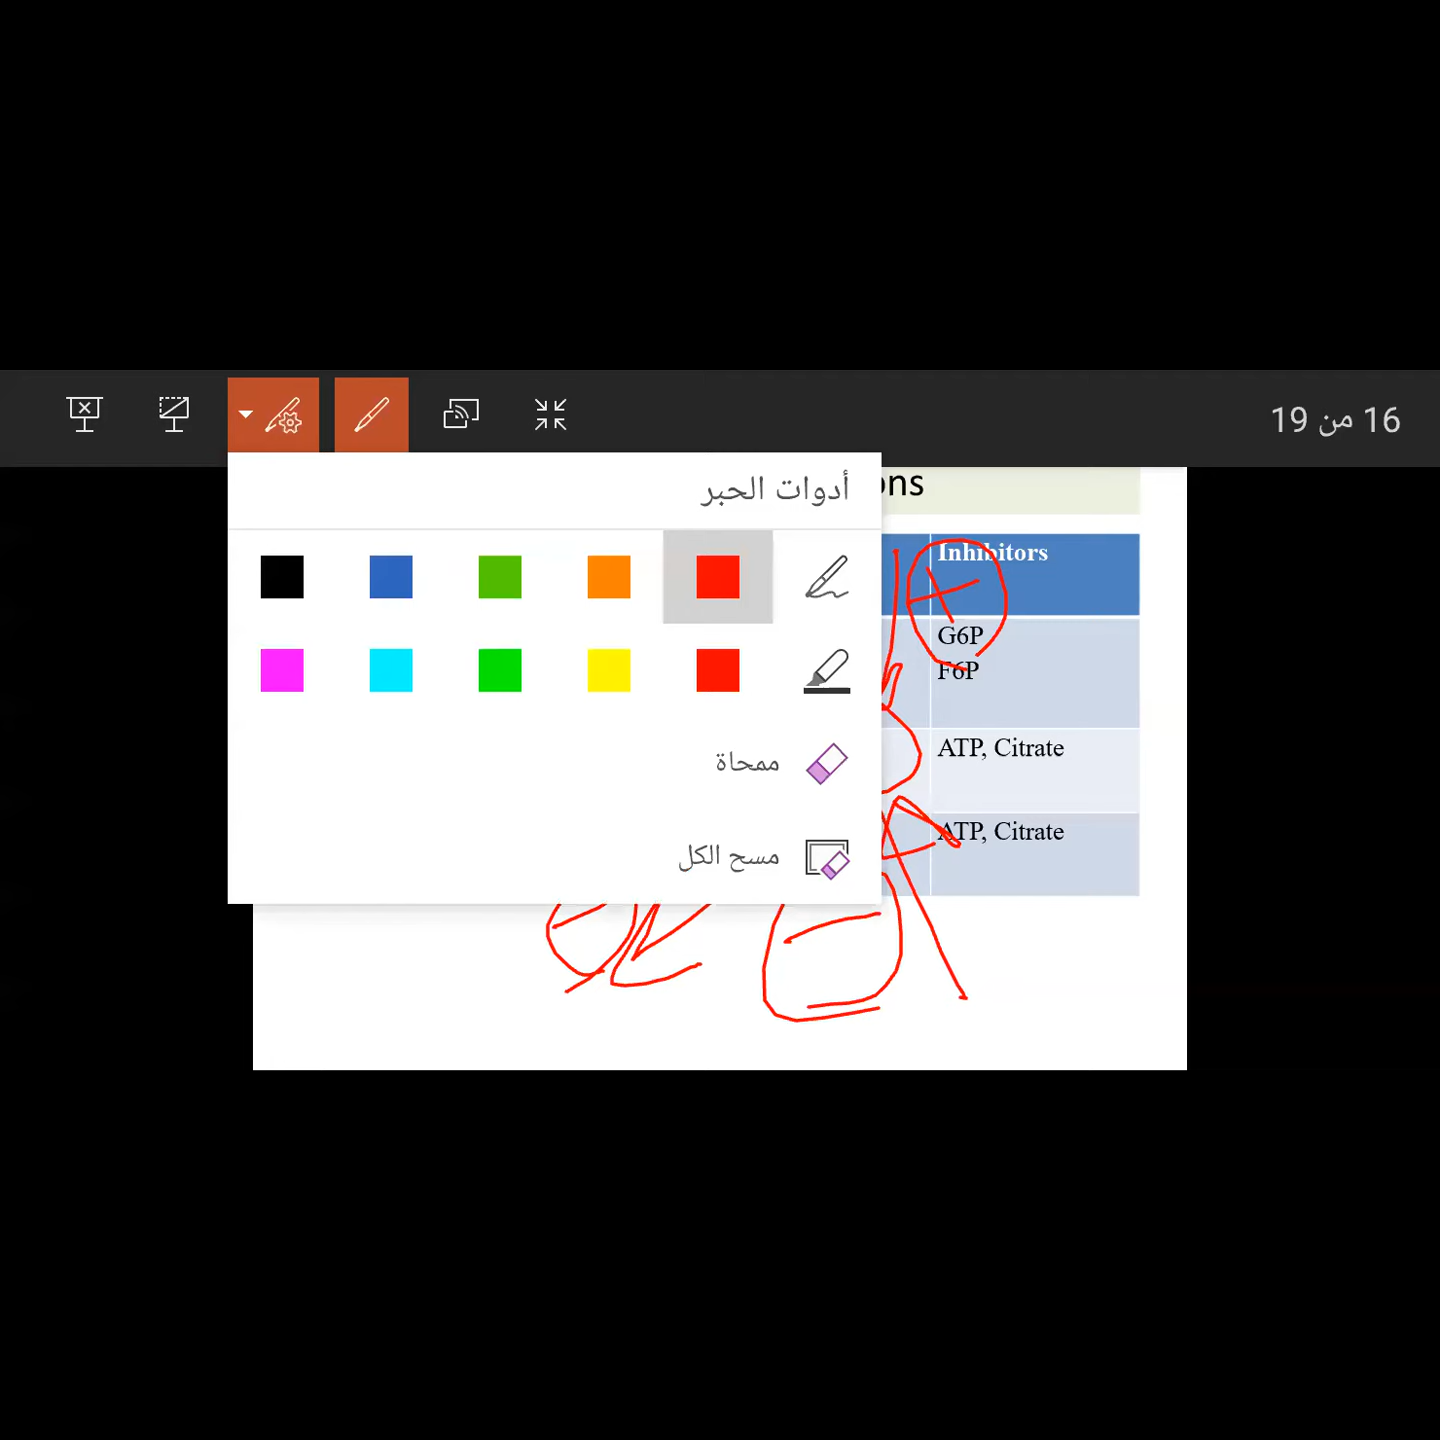 16 من 19
أدوات الحبر
ممحاة
مسح الكل
ons
Inhibitors
G6P
F6P
ATP, Citrate
ATP, Citrate